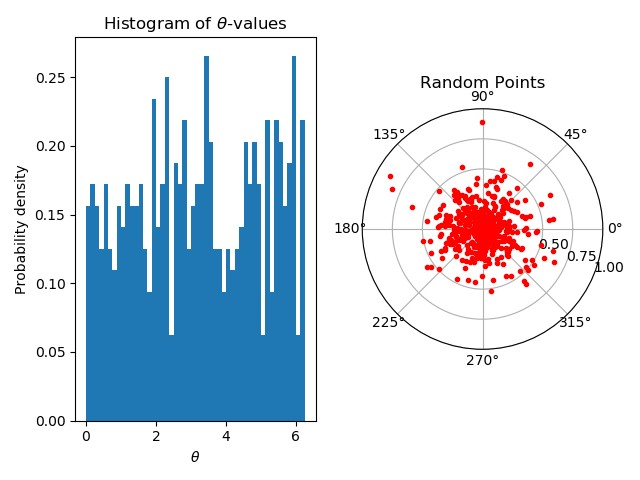 Histogram of θ-values
Probability density
0.25
0.20
0.15
0.10
0.05
0.00
0 2 4 6
θ
Random Points
90°
135° 45°
180° 0°
0.50
0.75
1.00
225° 315°
270°